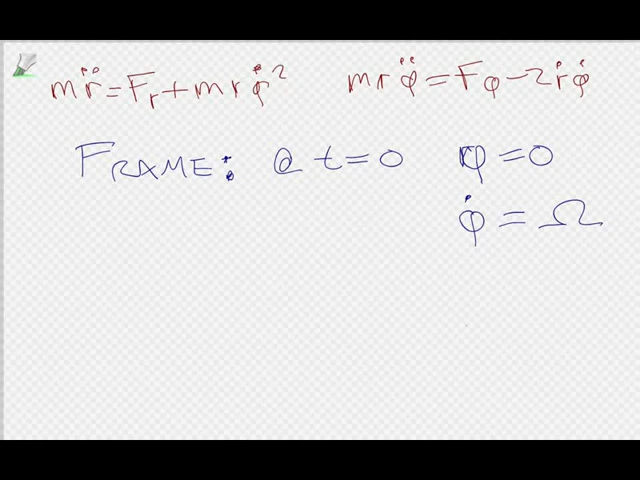 mr̈ = F_r + mrφ̇² mrφ̈ = F_φ − 2ṙφ̇
FRAME: @ t = 0 φ = 0
φ̇ = Ω